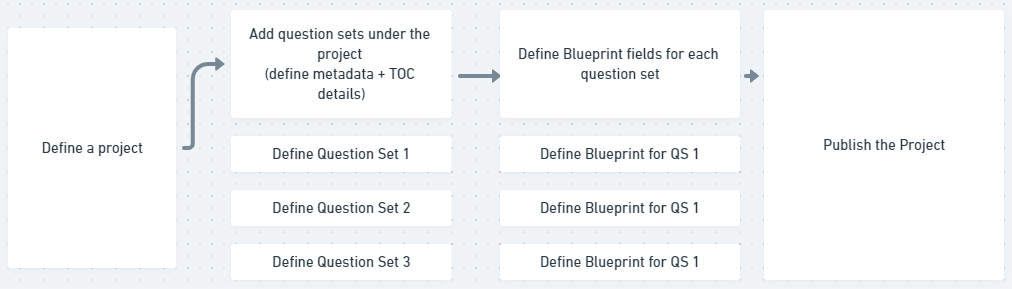 Define a project
Add question sets under the
project
(define metadata + TOC
details)
Define Question Set 1
Define Question Set 2
Define Question Set 3
Define Blueprint fields for each
question set
Define Blueprint for QS 1
Define Blueprint for QS 1
Define Blueprint for QS 1
Publish the Project